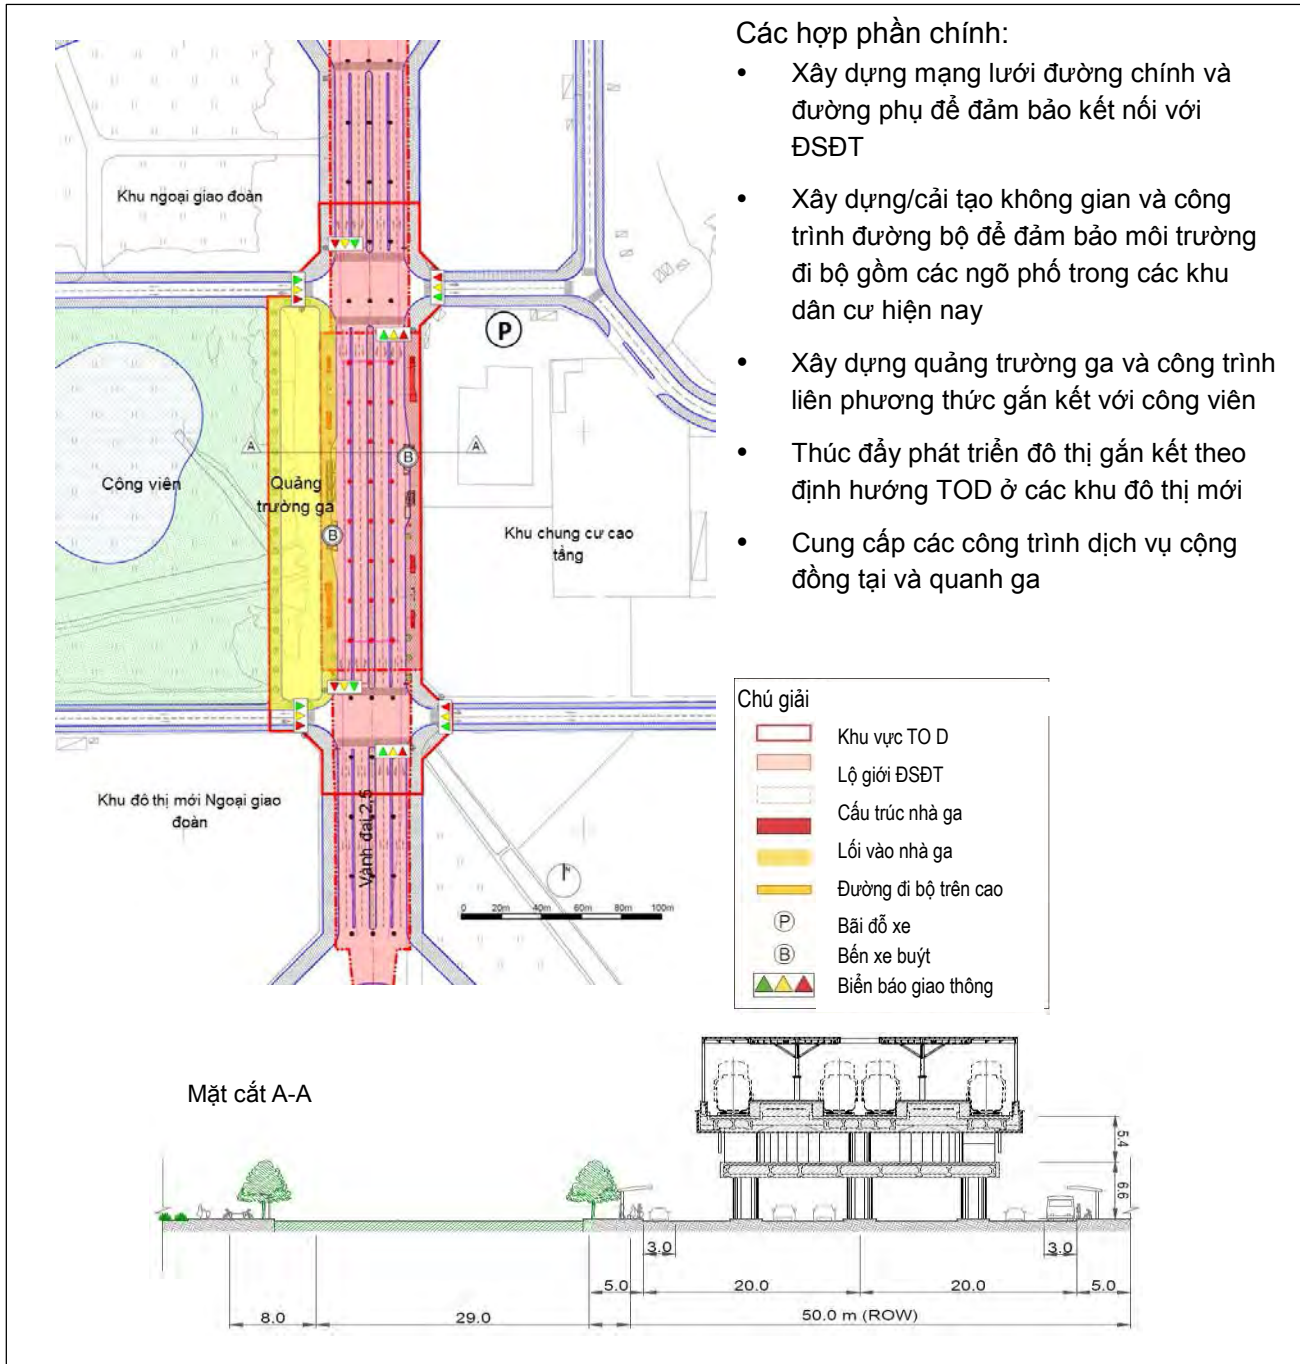 Các hợp phần chính:
• Xây dựng mạng lưới đường chính và
đường phụ để đảm bảo kết nối với
ĐSĐT
• Xây dựng/cải tạo không gian và công
trình đường bộ để đảm bảo môi trường
đi bộ gồm các ngõ phố trong các khu
dân cư hiện nay
• Xây dựng quảng trường ga và công trình
liên phương thức gắn kết với công viên
• Thúc đẩy phát triển đô thị gắn kết theo
định hướng TOD ở các khu đô thị mới
• Cung cấp các công trình dịch vụ cộng
đồng tại và quanh ga
Khu ngoại giao đoàn
P
A
A
B
Công viên
Quảng
trường ga
B
Khu chung cư cao
tầng
Khu đô thị mới Ngoại giao
đoàn
Vành đai 2,5
N
0 20m 40m 60m 80m 100m
Chú giải
Khu vực TO D
Lộ giới ĐSĐT
Cấu trúc nhà ga
Lối vào nhà ga
Đường đi bộ trên cao
P Bãi đỗ xe
B Bến xe buýt
Biển báo giao thông
Mặt cắt A-A
5.4
6.6
3.0
3.0
5.0
20.0
20.0
5.0
8.0
29.0
50.0 m (ROW)